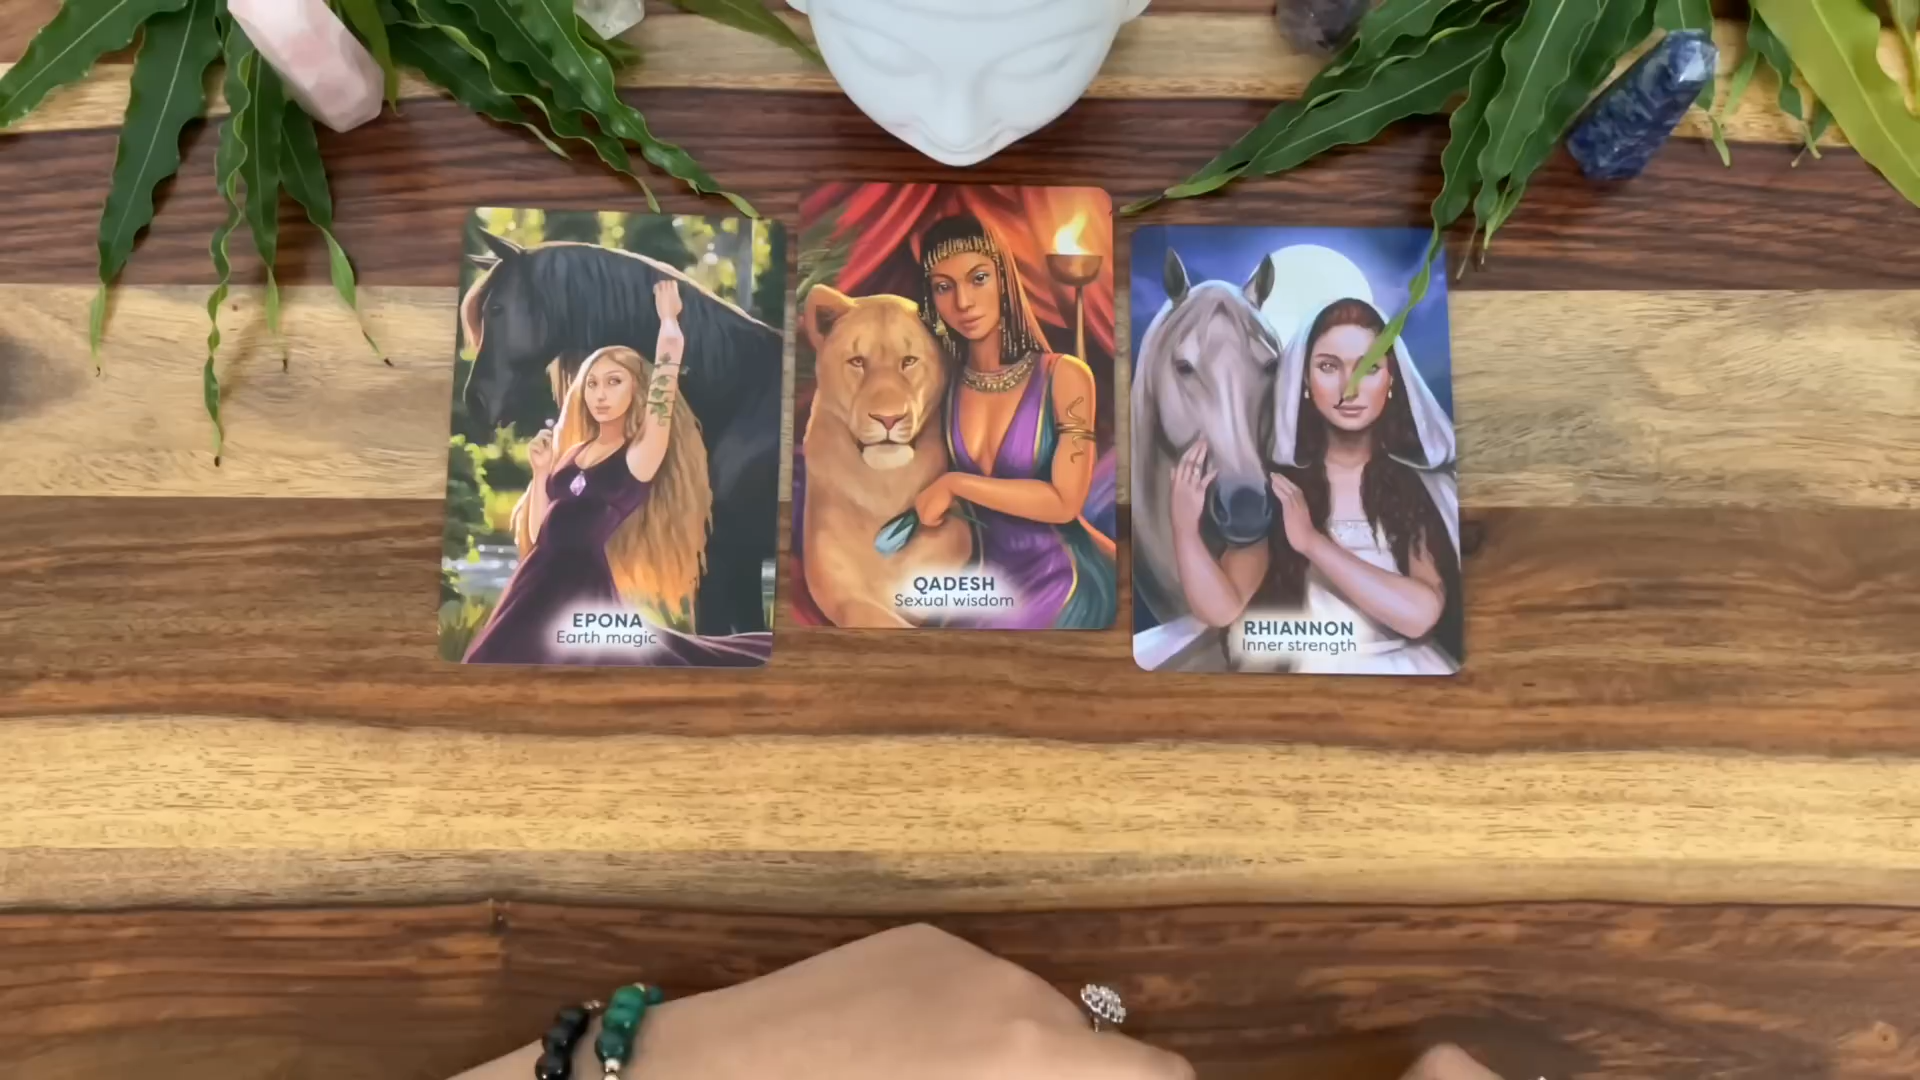 EPONA
Earth magic
QADESH
Sexual wisdom
RHIANNON
Inner strength